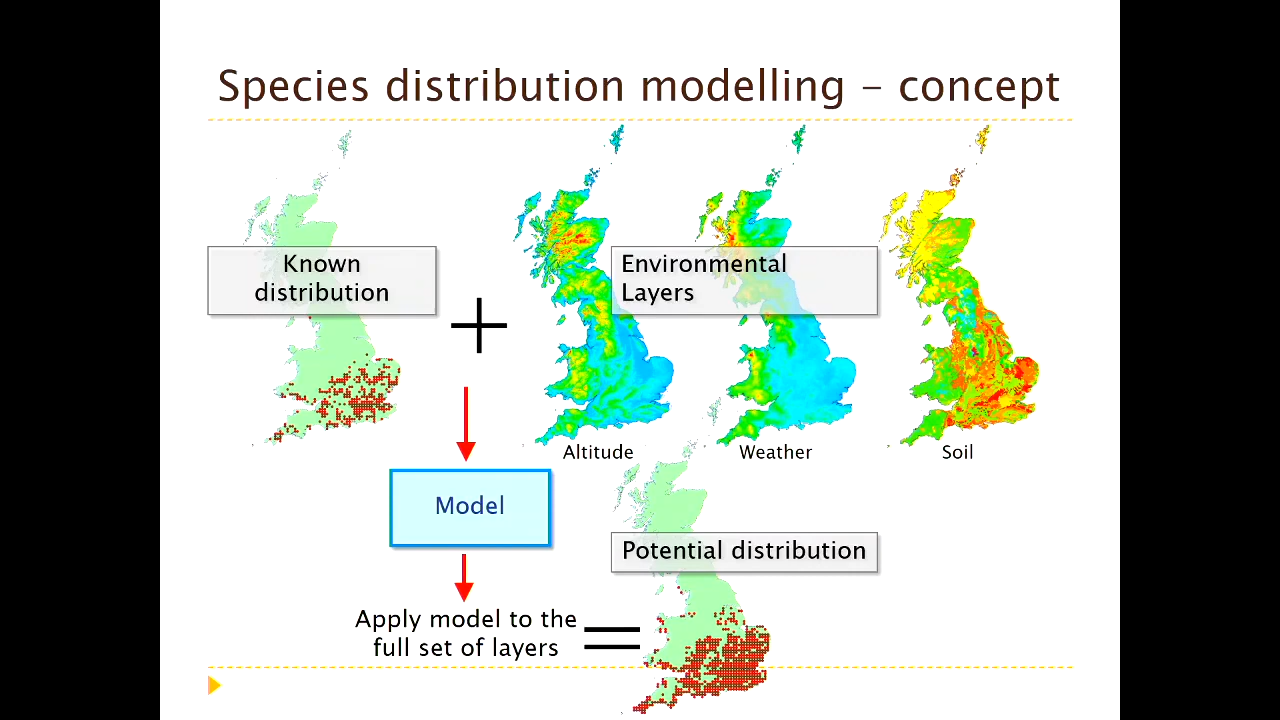 Species distribution modelling – concept
Known
distribution
Environmental
Layers
Altitude
Weather
Soil
Model
Potential distribution
Apply model to the
full set of layers